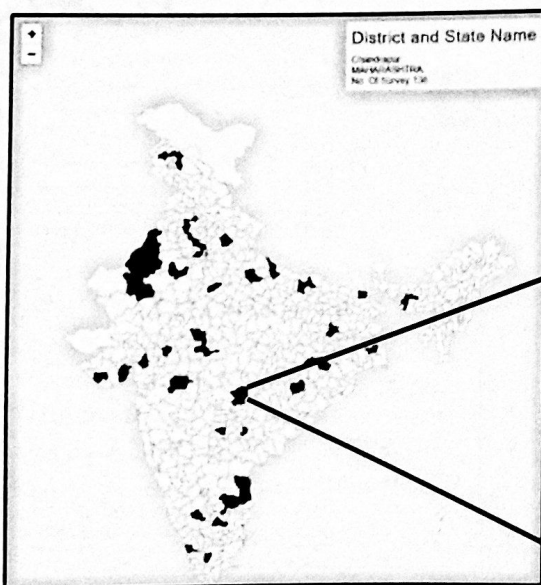 +
−
District and State Name
Chandrapur
MAHARASHTRA
No. Of Survey 136